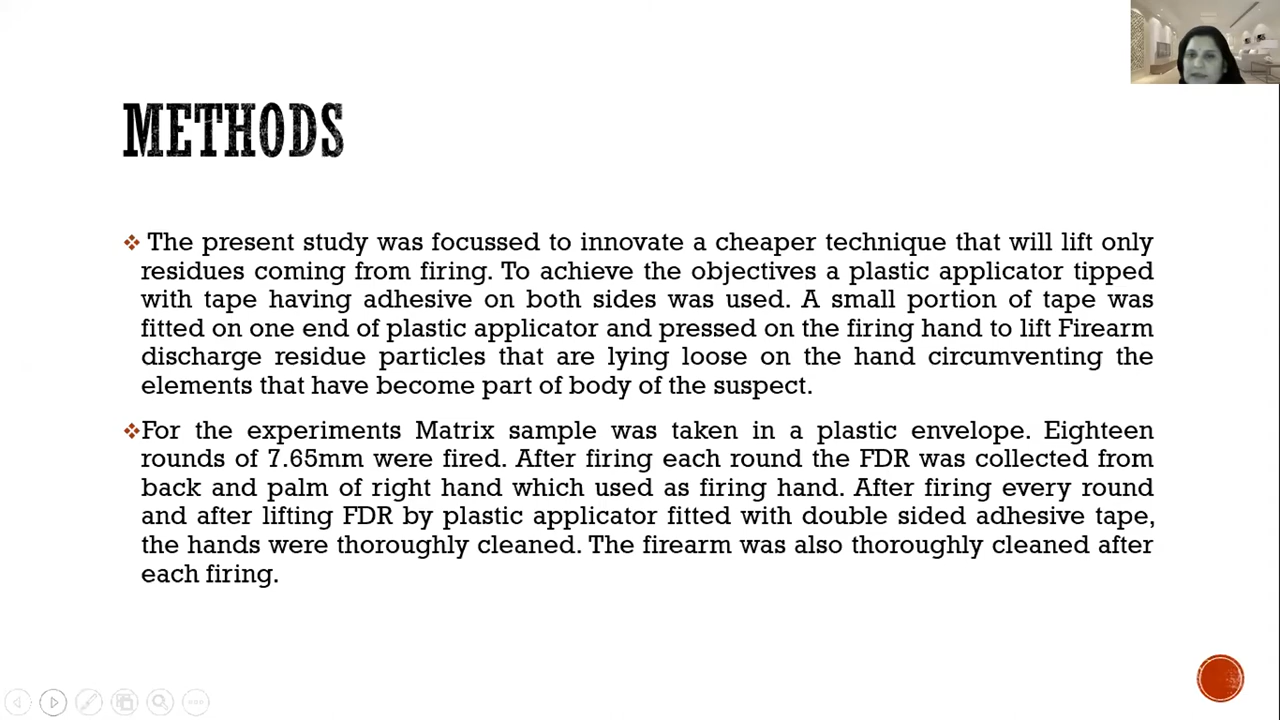 METHODS
The present study was focussed to innovate a cheaper technique that will lift only
residues coming from firing. To achieve the objectives a plastic applicator tipped
with tape having adhesive on both sides was used. A small portion of tape was
fitted on one end of plastic applicator and pressed on the firing hand to lift Firearm
discharge residue particles that are lying loose on the hand circumventing the
elements that have become part of body of the suspect.
For the experiments Matrix sample was taken in a plastic envelope. Eighteen
rounds of 7.65mm were fired. After firing each round the FDR was collected from
back and palm of right hand which used as firing hand. After firing every round
and after lifting FDR by plastic applicator fitted with double sided adhesive tape,
the hands were thoroughly cleaned. The firearm was also thoroughly cleaned after
each firing.